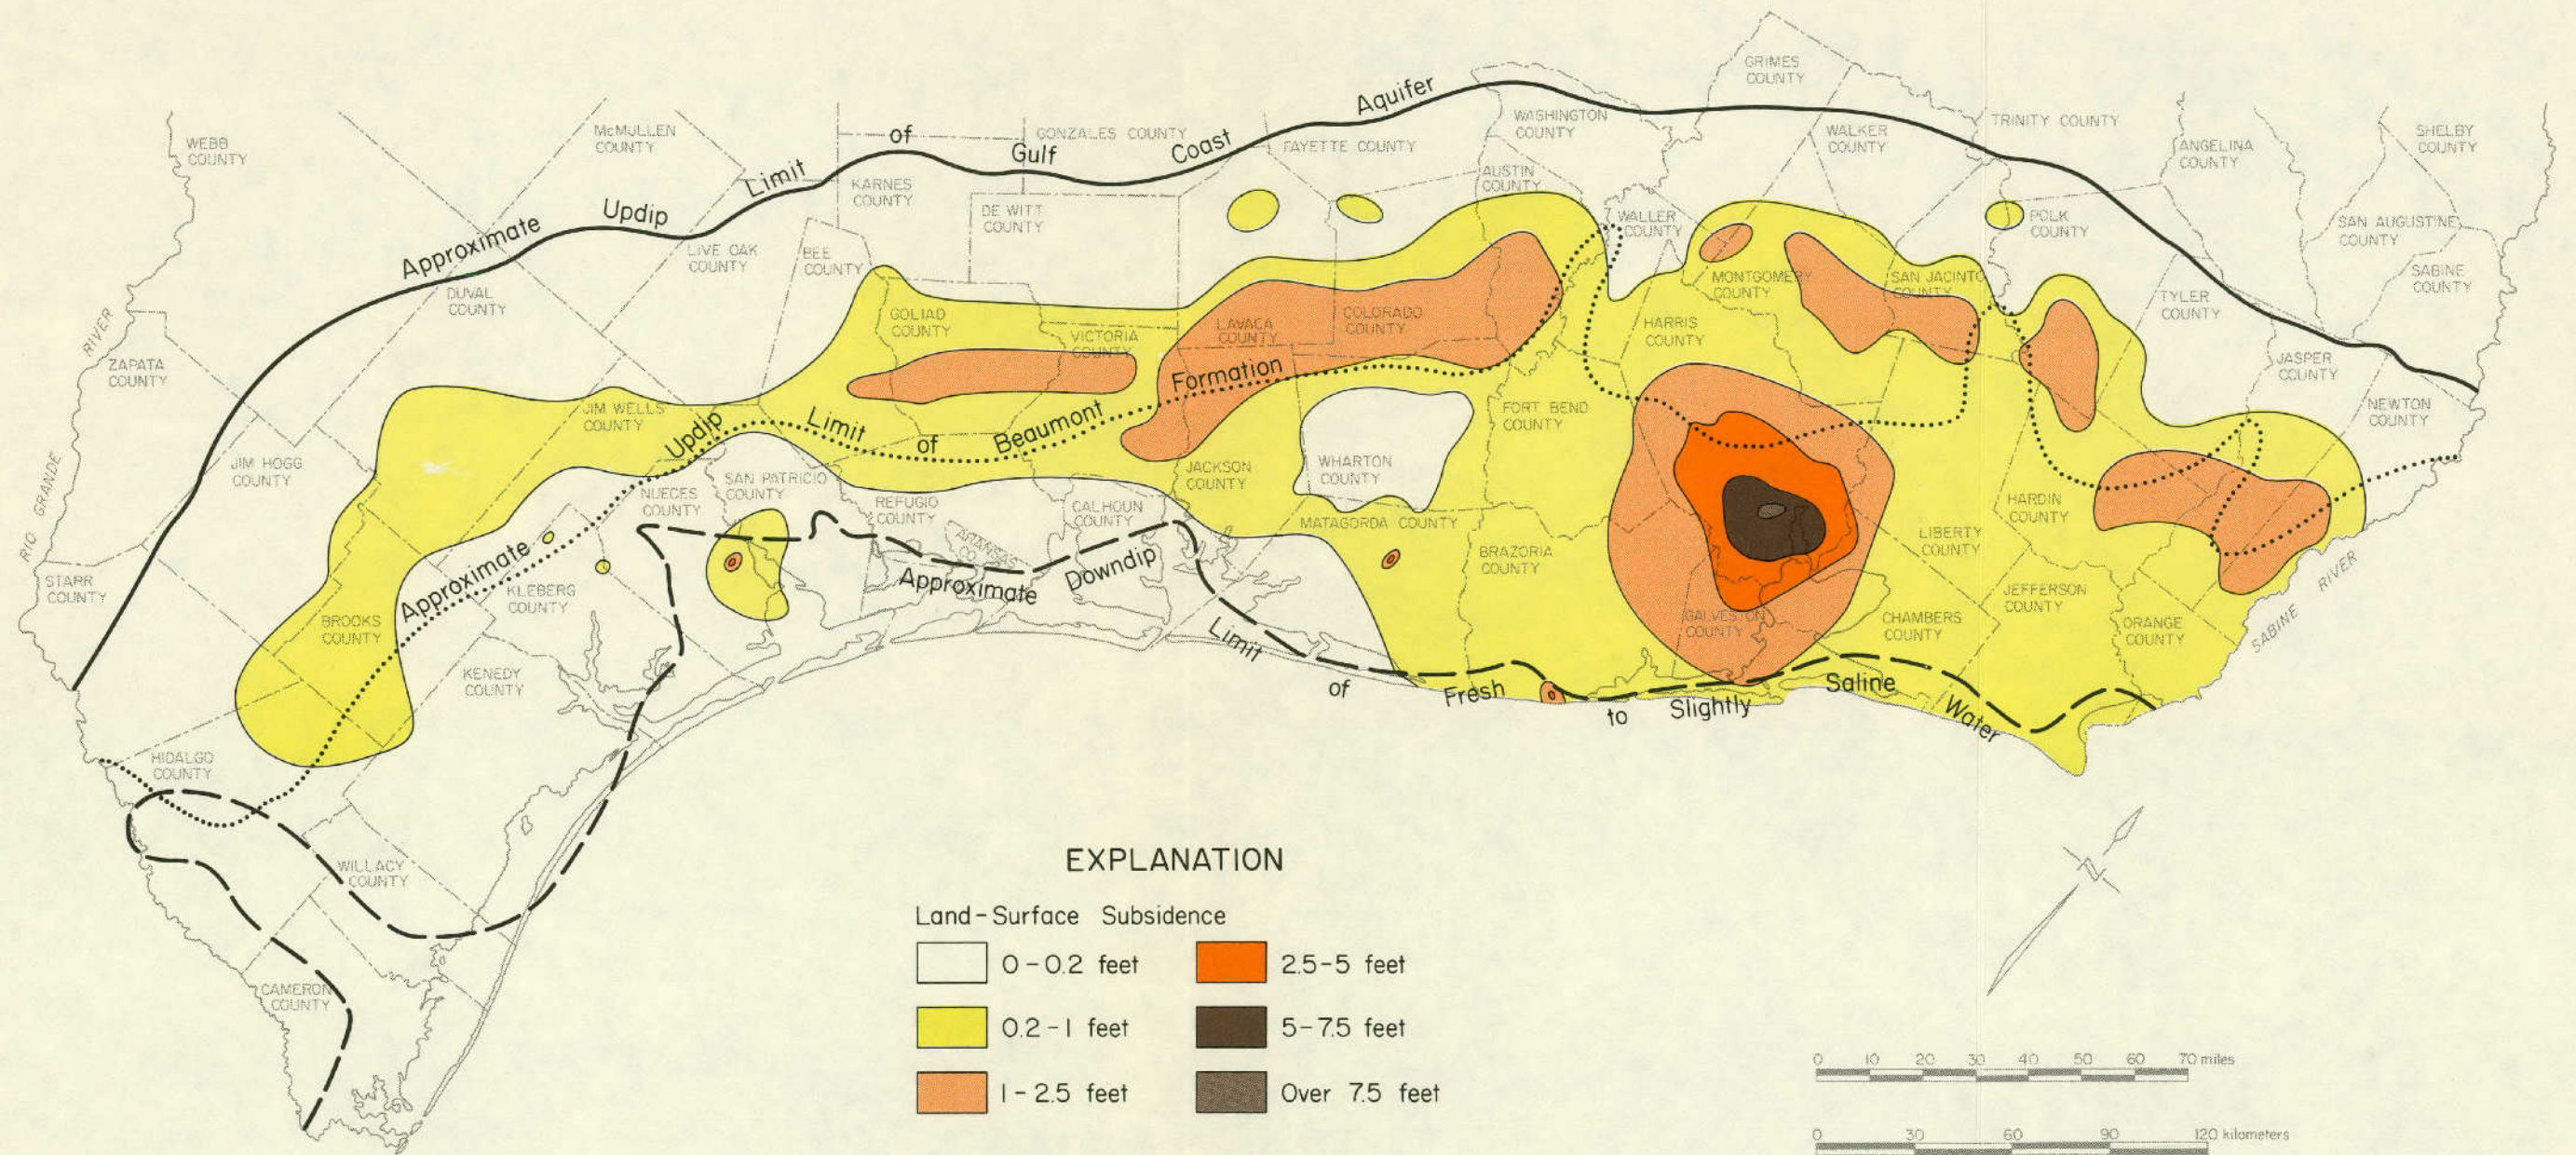 GRIMES
COUNTY
WEBB
COUNTY
McMULLEN
COUNTY
GONZALES COUNTY
FAYETTE COUNTY
WASHINGTON
COUNTY
WALKER
COUNTY
TRINITY COUNTY
ANGELINA
COUNTY
SHELBY
COUNTY
Approximate Updip Limit of Gulf Coast Aquifer
KARNES
COUNTY
DE WITT
COUNTY
AUSTIN
COUNTY
WALLER
COUNTY
POLK
COUNTY
SAN AUGUSTINE
COUNTY
SABINE
COUNTY
LIVE OAK
COUNTY
BEE
COUNTY
DUVAL
COUNTY
GOLIAD
COUNTY
VICTORIA
COUNTY
LAVACA
COUNTY
COLORADO
COUNTY
HARRIS
COUNTY
MONTGOMERY
COUNTY
SAN JACINTO
COUNTY
TYLER
COUNTY
JASPER
COUNTY
NEWTON
COUNTY
RIO GRANDE RIVER
ZAPATA
COUNTY
JIM HOGG
COUNTY
JIM WELLS
COUNTY
Approximate Updip Limit of Beaumont Formation
FORT BEND
COUNTY
WHARTON
COUNTY
JACKSON
COUNTY
NUECES
COUNTY
SAN PATRICIO
COUNTY
REFUGIO
COUNTY
ARANSAS
CO.
CALHOUN
COUNTY
MATAGORDA COUNTY
BRAZORIA
COUNTY
HARDIN
COUNTY
LIBERTY
COUNTY
STARR
COUNTY
BROOKS
COUNTY
KLEBERG
COUNTY
KENEDY
COUNTY
GALVESTON
COUNTY
CHAMBERS
COUNTY
JEFFERSON
COUNTY
ORANGE
COUNTY
SABINE RIVER
Approximate Downdip Limit of Fresh to Slightly Saline Water
HIDALGO
COUNTY
WILLACY
COUNTY
CAMERON
COUNTY
EXPLANATION
Land-Surface Subsidence
0-0.2 feet
0.2-1 feet
1-2.5 feet
2.5-5 feet
5-7.5 feet
Over 7.5 feet
N
0 10 20 30 40 50 60 70 miles
0 30 60 90 120 kilometers